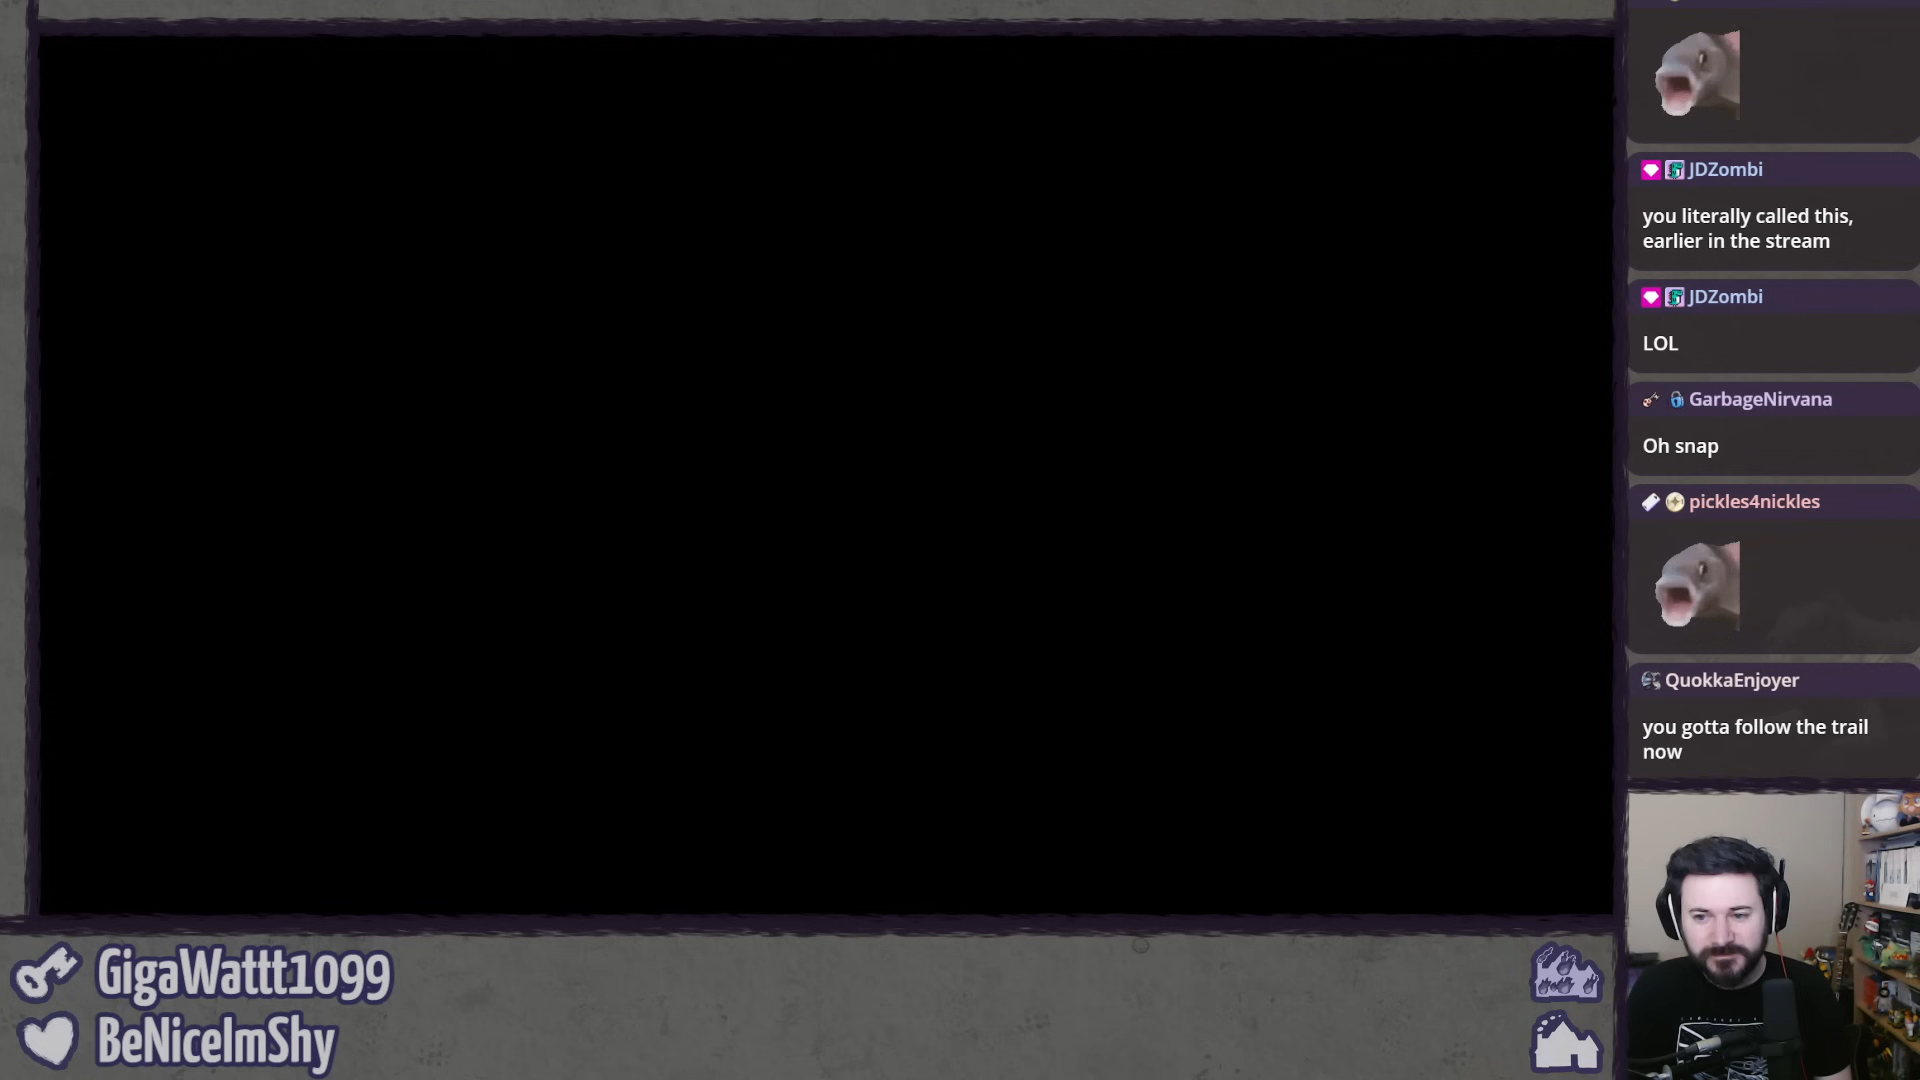 JDZombi
you literally called this,
earlier in the stream
JDZombi
LOL
GarbageNirvana
Oh snap
pickles4nickles
QuokkaEnjoyer
you gotta follow the trail
now
GigaWattt1099
BeNiceImShy